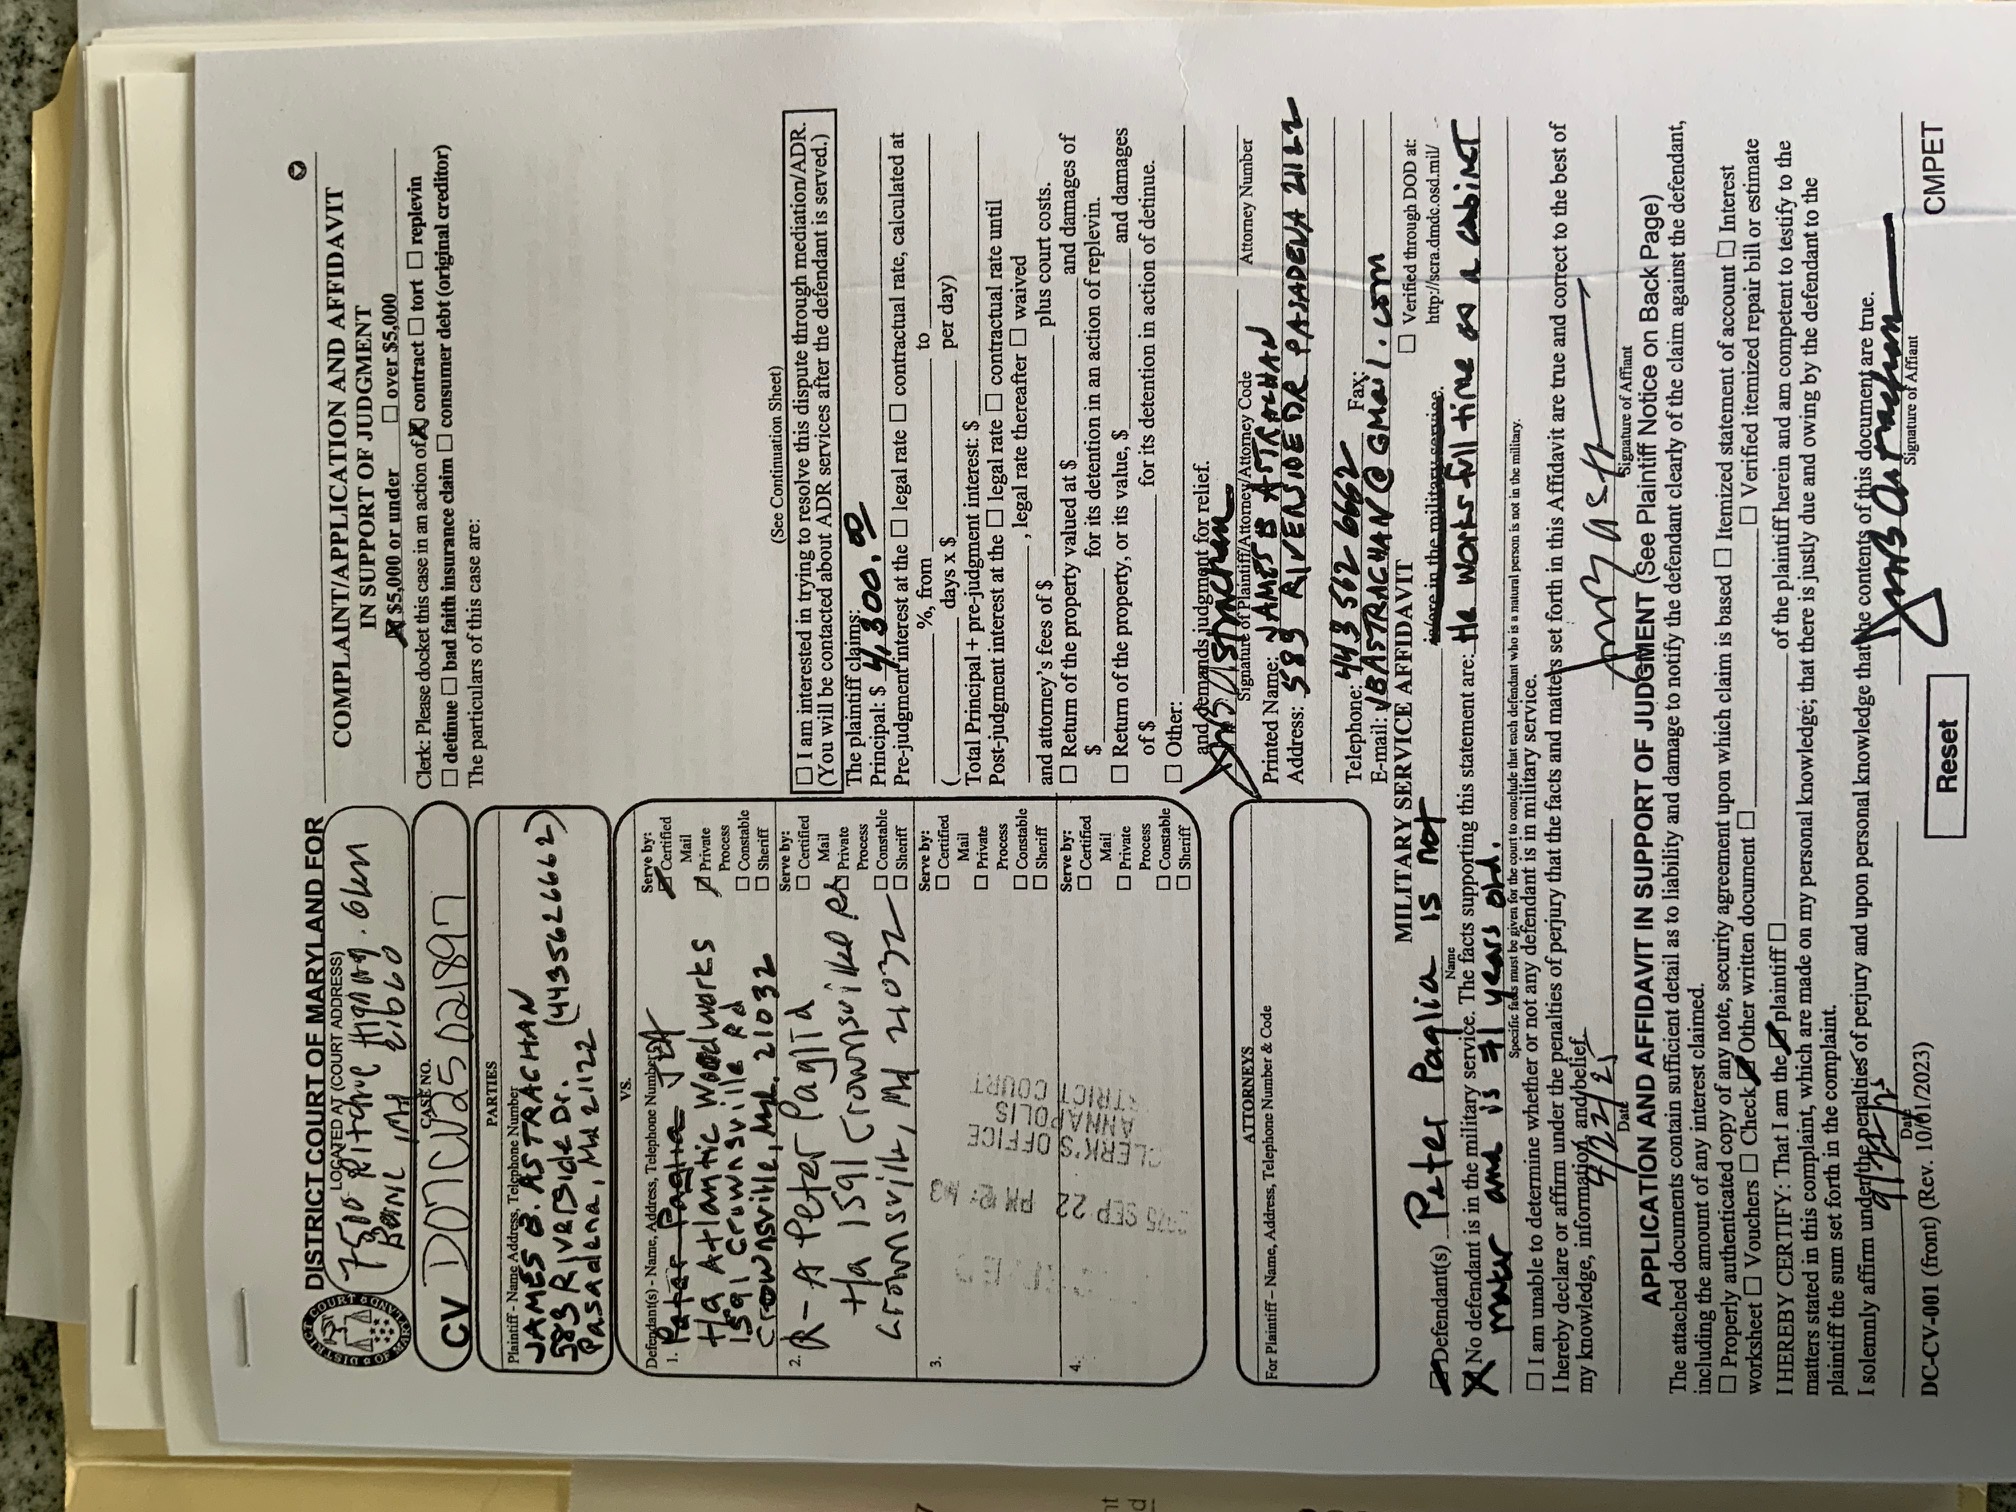 DISTRICT COURT OF MARYLAND FOR
LOCATED AT (COURT ADDRESS)
7500 Ritchie Highway. Glen
Burnie, Md 21060
CASE NO.
CV D07CV25021897
PARTIES
Plaintiff - Name, Address, Telephone Number
JAMES B. ASTRACHAN
583 Riverside Dr. (4435626662)
Pasadena, Md 21122
VS.
Defendant(s) - Name, Address, Telephone Number
Serve by:
1. Peter Paglia
t/a Atlantic Woodworks
1591 Crownsville Rd
Crownsville, Md. 21032
Certified
Mail
Private
Process
Constable
Sheriff
2. R-A Peter Paglia
t/a 1591 Crownsville Rd
Crownsville, Md 21032
Serve by:
Certified
Mail
Private
Process
Constable
Sheriff
3.
Serve by:
Certified
Mail
Private
Process
Constable
Sheriff
4.
Serve by:
Certified
Mail
Private
Process
Constable
Sheriff
SEP 22 PM 2: 43
CLERK'S OFFICE
ANNAPOLIS
COURT
ATTORNEYS
For Plaintiff – Name, Address, Telephone Number & Code
COMPLAINT/APPLICATION AND AFFIDAVIT
IN SUPPORT OF JUDGMENT
$5,000 or under over $5,000
Clerk: Please docket this case in an action of contract tort replevin
detinue bad faith insurance claim consumer debt (original creditor)
The particulars of this case are:
(See Continuation Sheet)
I am interested in trying to resolve this dispute through mediation/ADR.
(You will be contacted about ADR services after the defendant is served.)
The plaintiff claims:
Principal: $ 4,300.00
Pre-judgment interest at the legal rate contractual rate, calculated at
%, from to
( days x $ per day)
Total Principal + pre-judgment interest: $
Post-judgment interest at the legal rate contractual rate until
, legal rate thereafter waived
and attorney's fees of $ plus court costs.
Return of the property valued at $ and damages of
$ for its detention in an action of replevin.
Return of the property, or its value, $ and damages
of $ for its detention in action of detinue.
Other:
and demands judgment for relief.
JmB Astrachan
Signature of Plaintiff/Attorney/Attorney Code Attorney Number
Printed Name: JAMES B ASTRACHAN
Address: 583 RIVERSIDE DR PASADENA 21122
Telephone: 443 562 6662 Fax:
E-mail: JBASTRACHAN@GMail.com
MILITARY SERVICE AFFIDAVIT
Verified through DOD at:
http://scra.dmdc.osd.mil/
Defendant(s) Peter Paglia is not is/are in the military service.
Name
No defendant is in the military service. The facts supporting this statement are: He works full time as a cabinet
maker and is 71 years old.
Specific facts must be given for the court to conclude that each defendant who is a natural person is not in the military.
I am unable to determine whether or not any defendant is in military service.
I hereby declare or affirm under the penalties of perjury that the facts and matters set forth in this Affidavit are true and correct to the best of
my knowledge, information, and belief.
9/22/25
Date
Signature of Affiant
APPLICATION AND AFFIDAVIT IN SUPPORT OF JUDGMENT (See Plaintiff Notice on Back Page)
The attached documents contain sufficient detail as to liability and damage to notify the defendant clearly of the claim against the defendant,
including the amount of any interest claimed.
Properly authenticated copy of any note, security agreement upon which claim is based Itemized statement of account Interest
worksheet Vouchers Check Other written document Verified itemized repair bill or estimate
I HEREBY CERTIFY: That I am the plaintiff of the plaintiff herein and am competent to testify to the
matters stated in this complaint, which are made on my personal knowledge; that there is justly due and owing by the defendant to the
plaintiff the sum set forth in the complaint.
I solemnly affirm under the penalties of perjury and upon personal knowledge that the contents of this document are true.
9/22/25
Date
JmB Astrachan
Signature of Affiant
DC-CV-001 (front) (Rev. 10/01/2023)
Reset
CMPET